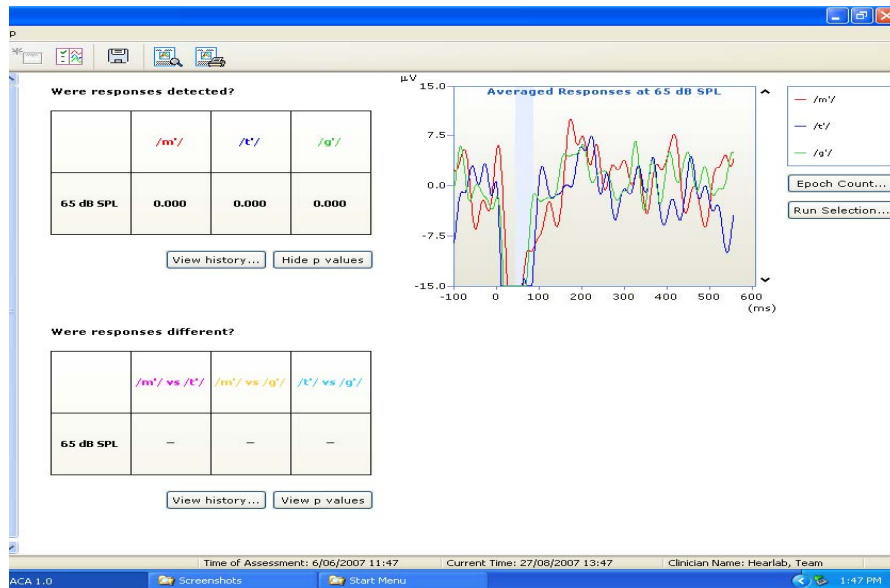 p
Were responses detected?
/m'/ /t'/ /g'/
65 dB SPL 0.000 0.000 0.000
View history... Hide p values
µV
Averaged Responses at 65 dB SPL
15.0
7.5
0.0
-7.5
-15.0
-100 0 100 200 300 400 500 600
(ms)
/m'/
/t'/
/g'/
Epoch Count...
Run Selection...
Were responses different?
/m'/ vs /t'/ /m'/ vs /g'/ /t'/ vs /g'/
65 dB SPL – – –
View history... View p values
Time of Assessment: 6/06/2007 11:47 Current Time: 27/08/2007 13:47 Clinician Name: Hearlab, Team
ACA 1.0 Screenshots Start Menu 1:47 PM